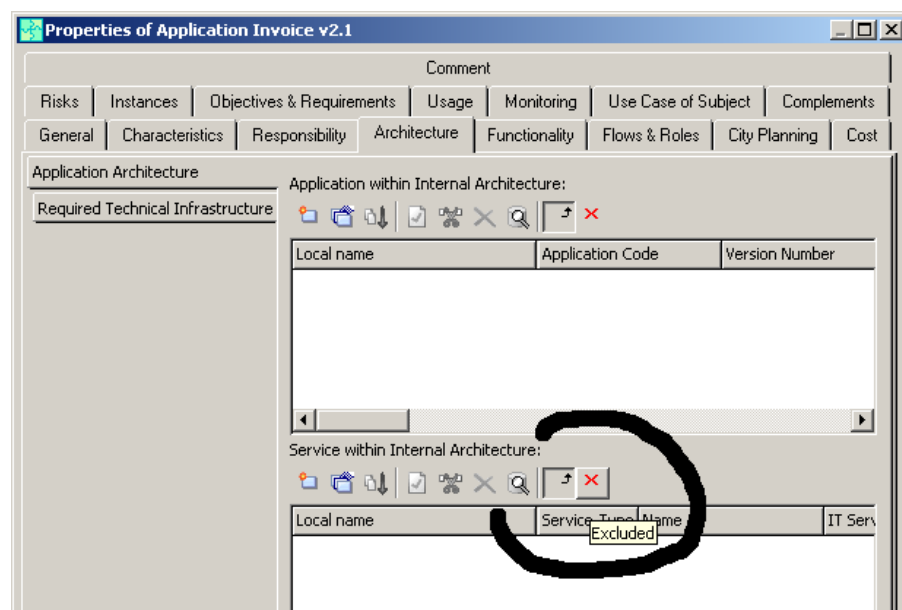 Properties of Application Invoice v2.1
Comment
Risks Instances Objectives & Requirements Usage Monitoring Use Case of Subject Complements
General Characteristics Responsibility Architecture Functionality Flows & Roles City Planning Cost
Application Architecture
Required Technical Infrastructure
Application within Internal Architecture:
Local name Application Code Version Number
Service within Internal Architecture:
Local name Service Type Name IT Serv
Excluded